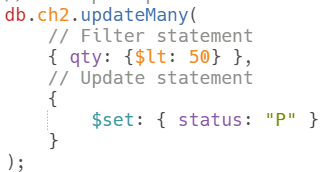 db.ch2.updateMany(
// Filter statement
{ qty: {$lt: 50} },
// Update statement
{
$set: { status: "P" }
}
);